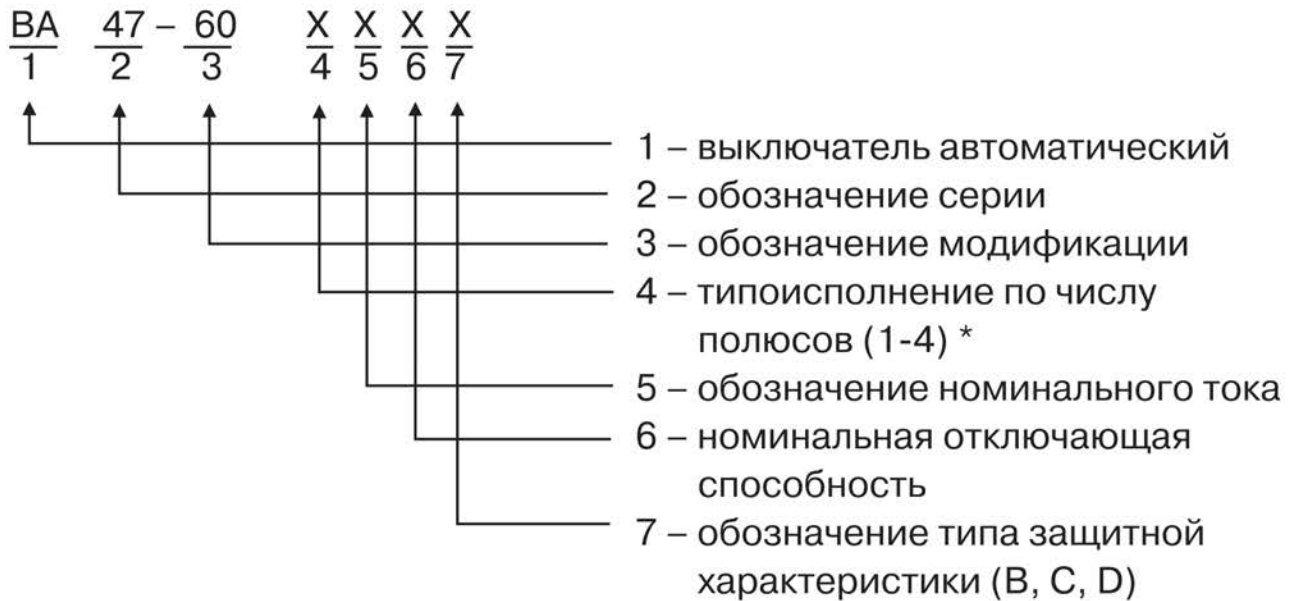 ВА 47 – 60 X X X X
1 2 3 4 5 6 7
1 – выключатель автоматический
2 – обозначение серии
3 – обозначение модификации
4 – типоисполнение по числу
полюсов (1-4) *
5 – обозначение номинального тока
6 – номинальная отключающая
способность
7 – обозначение типа защитной
характеристики (B, C, D)